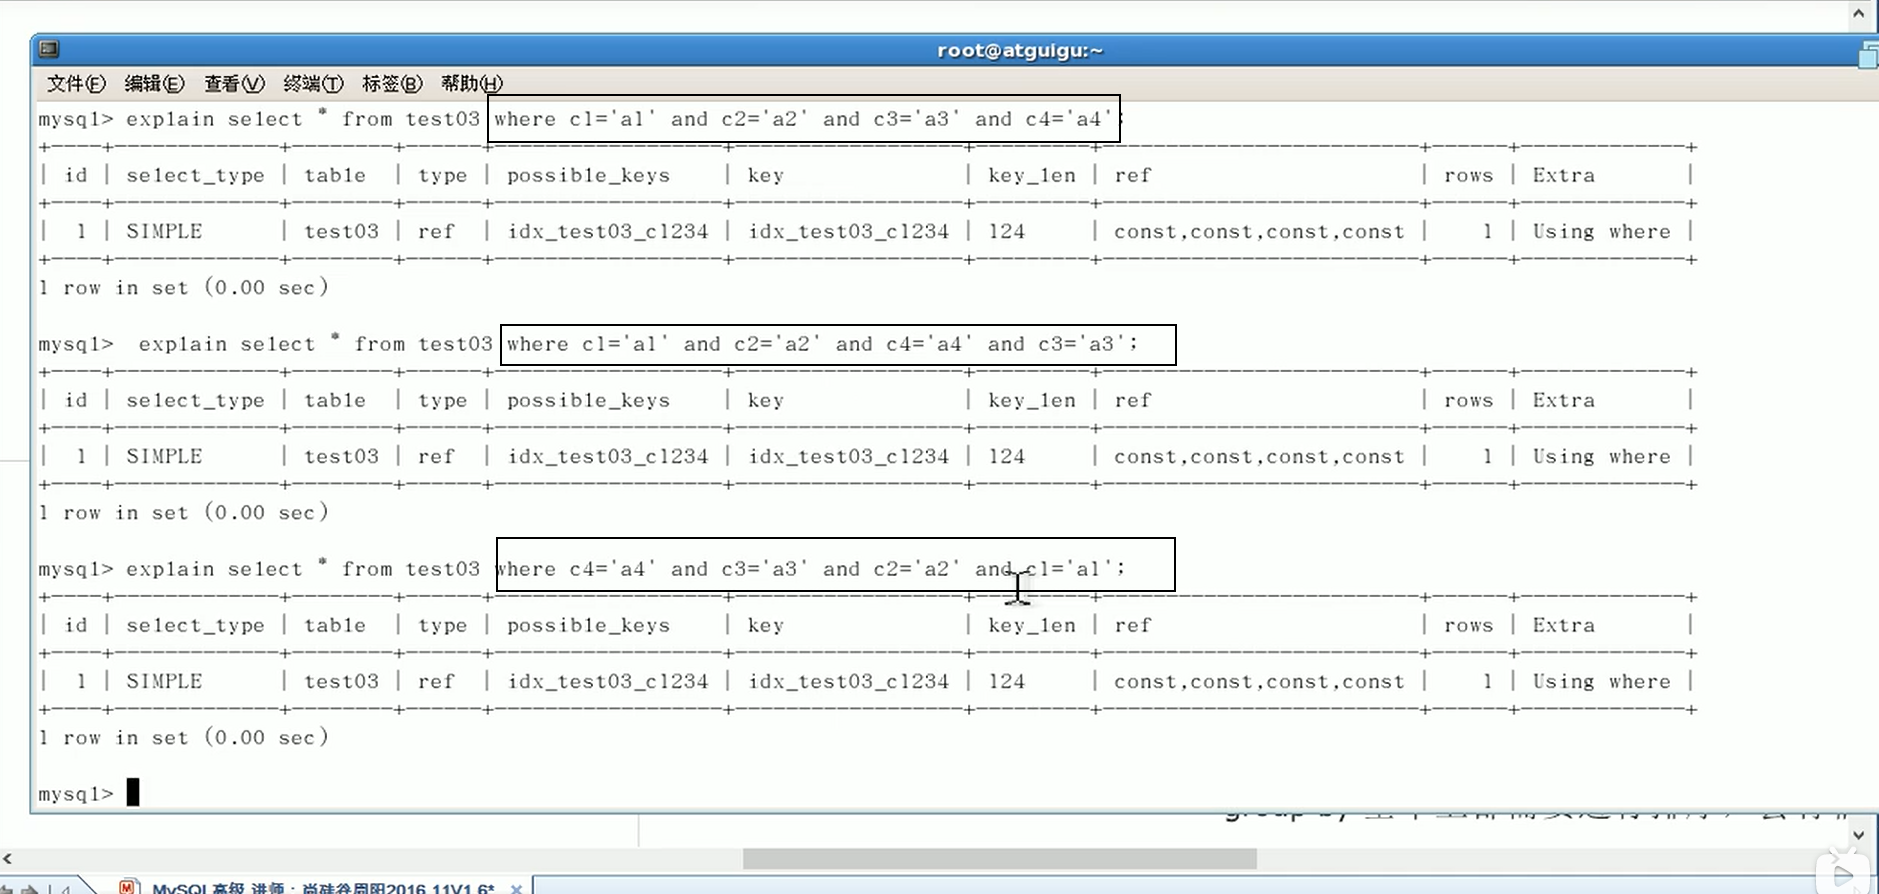 root@atguigu:~
文件(F) 编辑(E) 查看(V) 终端(T) 标签(B) 帮助(H)
mysql> explain select * from test03 where c1='a1' and c2='a2' and c3='a3' and c4='a4';
| id | select_type | table | type | possible_keys | key | key_len | ref | rows | Extra |
| 1 | SIMPLE | test03 | ref | idx_test03_c1234 | idx_test03_c1234 | 124 | const,const,const,const | 1 | Using where |
1 row in set (0.00 sec)
mysql> explain select * from test03 where c1='a1' and c2='a2' and c4='a4' and c3='a3';
| id | select_type | table | type | possible_keys | key | key_len | ref | rows | Extra |
| 1 | SIMPLE | test03 | ref | idx_test03_c1234 | idx_test03_c1234 | 124 | const,const,const,const | 1 | Using where |
1 row in set (0.00 sec)
mysql> explain select * from test03 where c4='a4' and c3='a3' and c2='a2' and c1='a1';
| id | select_type | table | type | possible_keys | key | key_len | ref | rows | Extra |
| 1 | SIMPLE | test03 | ref | idx_test03_c1234 | idx_test03_c1234 | 124 | const,const,const,const | 1 | Using where |
1 row in set (0.00 sec)
mysql>
group by
MySQL高级 讲师：尚硅谷周阳2016.11V1.6*